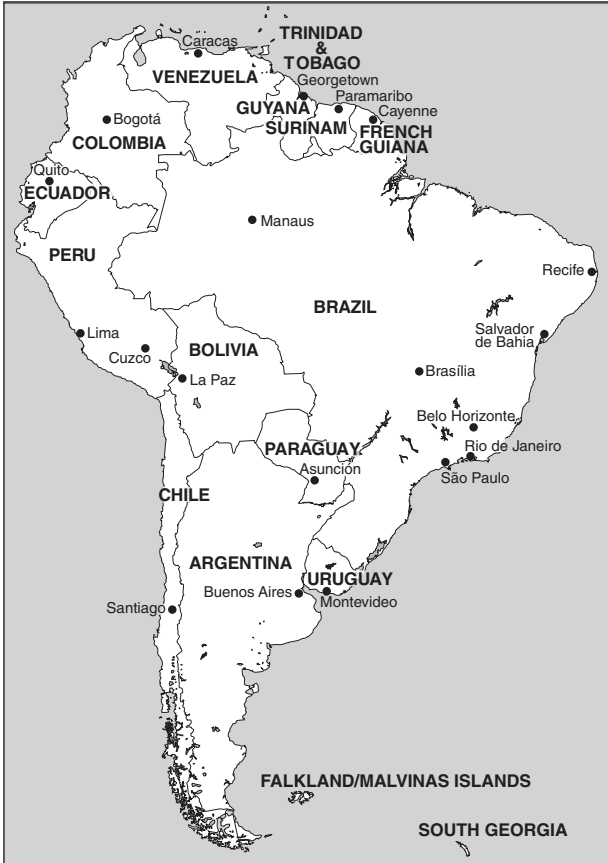 TRINIDAD
&
TOBAGO
Caracas
VENEZUELA
Georgetown
GUYANA
Paramaribo
SURINAM
Cayenne
FRENCH
GUIANA
Bogotá
COLOMBIA
Quito
ECUADOR
Manaus
PERU
Recife
BRAZIL
Lima
Salvador
de Bahia
Cuzco
BOLIVIA
La Paz
Brasília
Belo Horizonte
PARAGUAY
Rio de Janeiro
Asunción
São Paulo
CHILE
ARGENTINA
URUGUAY
Buenos Aires
Montevideo
Santiago
FALKLAND/MALVINAS ISLANDS
SOUTH GEORGIA